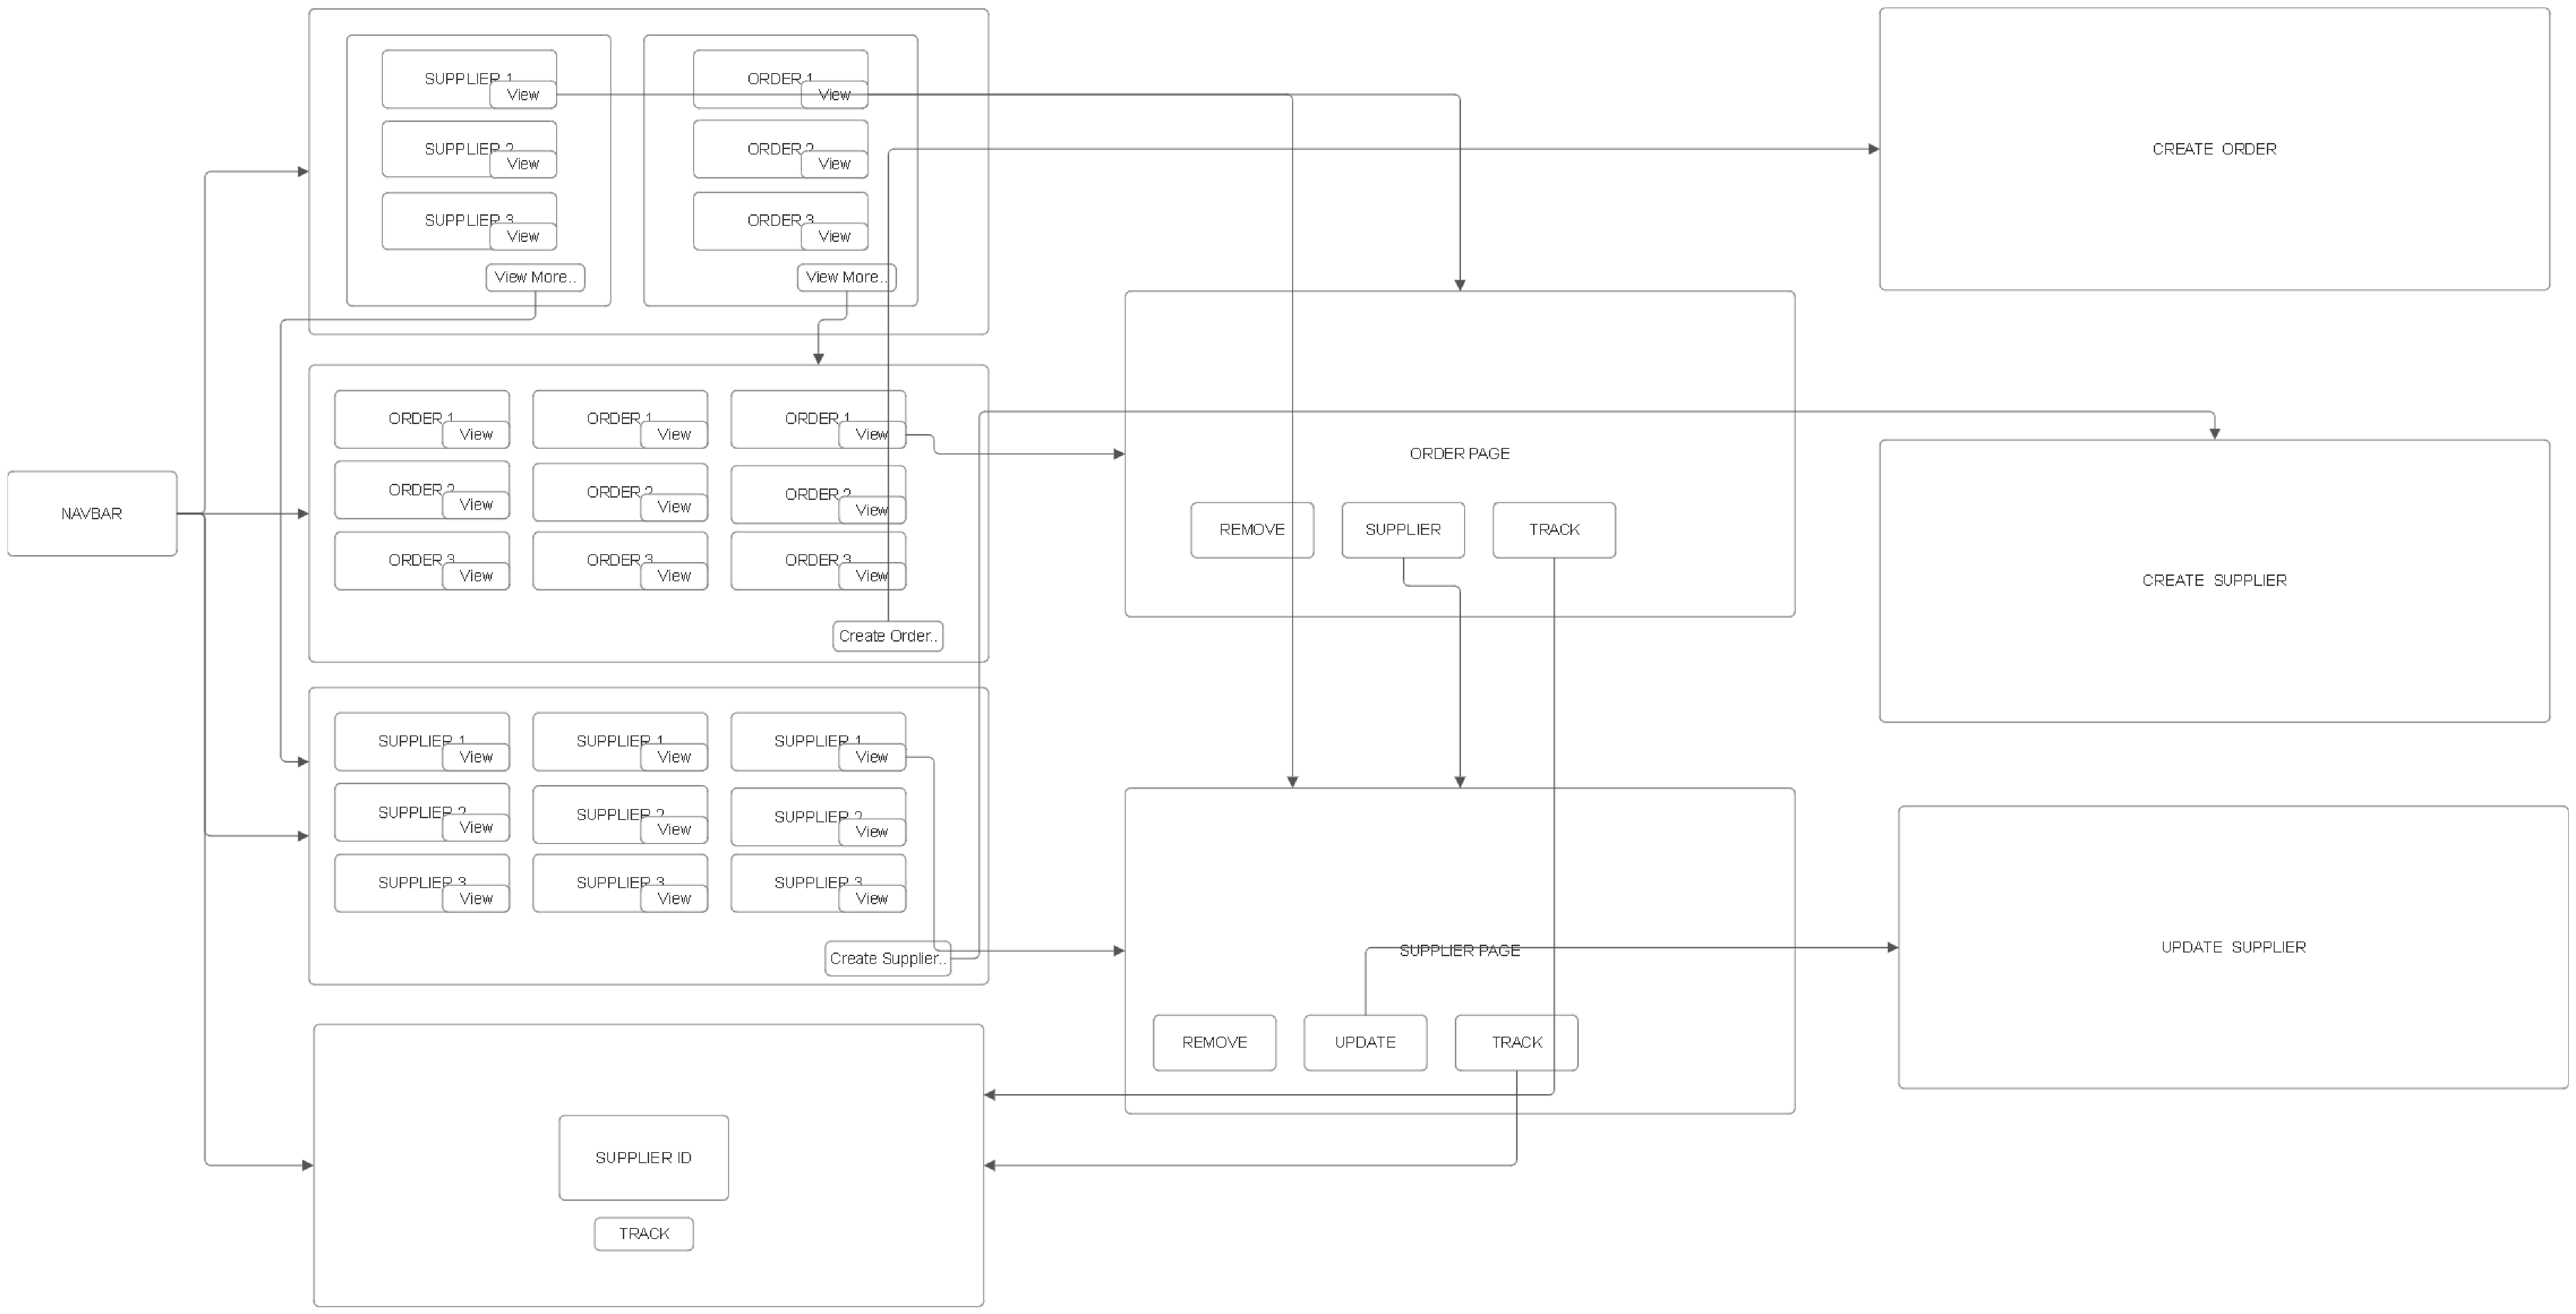 SUPPLIER 1
View
ORDER 1
View
SUPPLIER 2
View
ORDER 2
View
SUPPLIER 3
View
ORDER 3
View
View More..
View More..
CREATE ORDER
ORDER 1
View
ORDER 1
View
ORDER 1
View
ORDER 2
View
ORDER 2
View
ORDER 2
View
ORDER 3
View
ORDER 3
View
ORDER 3
View
Create Order..
NAVBAR
ORDER PAGE
REMOVE
SUPPLIER
TRACK
CREATE SUPPLIER
SUPPLIER 1
View
SUPPLIER 1
View
SUPPLIER 1
View
SUPPLIER 2
View
SUPPLIER 2
View
SUPPLIER 2
View
SUPPLIER 3
View
SUPPLIER 3
View
SUPPLIER 3
View
Create Supplier..
SUPPLIER PAGE
REMOVE
UPDATE
TRACK
UPDATE SUPPLIER
SUPPLIER ID
TRACK